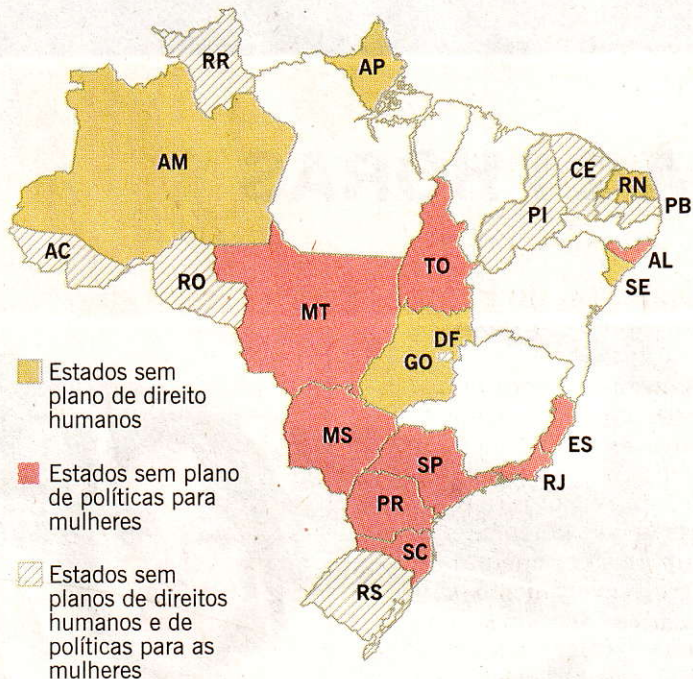 RR
AP
AM
CE
RN
PB
PI
AC
RO
TO
AL
SE
MT
DF
GO
MS
SP
ES
RJ
PR
SC
RS
Estados sem
plano de direito
humanos
Estados sem plano
de políticas para
mulheres
Estados sem
planos de direitos
humanos e de
políticas para as
mulheres